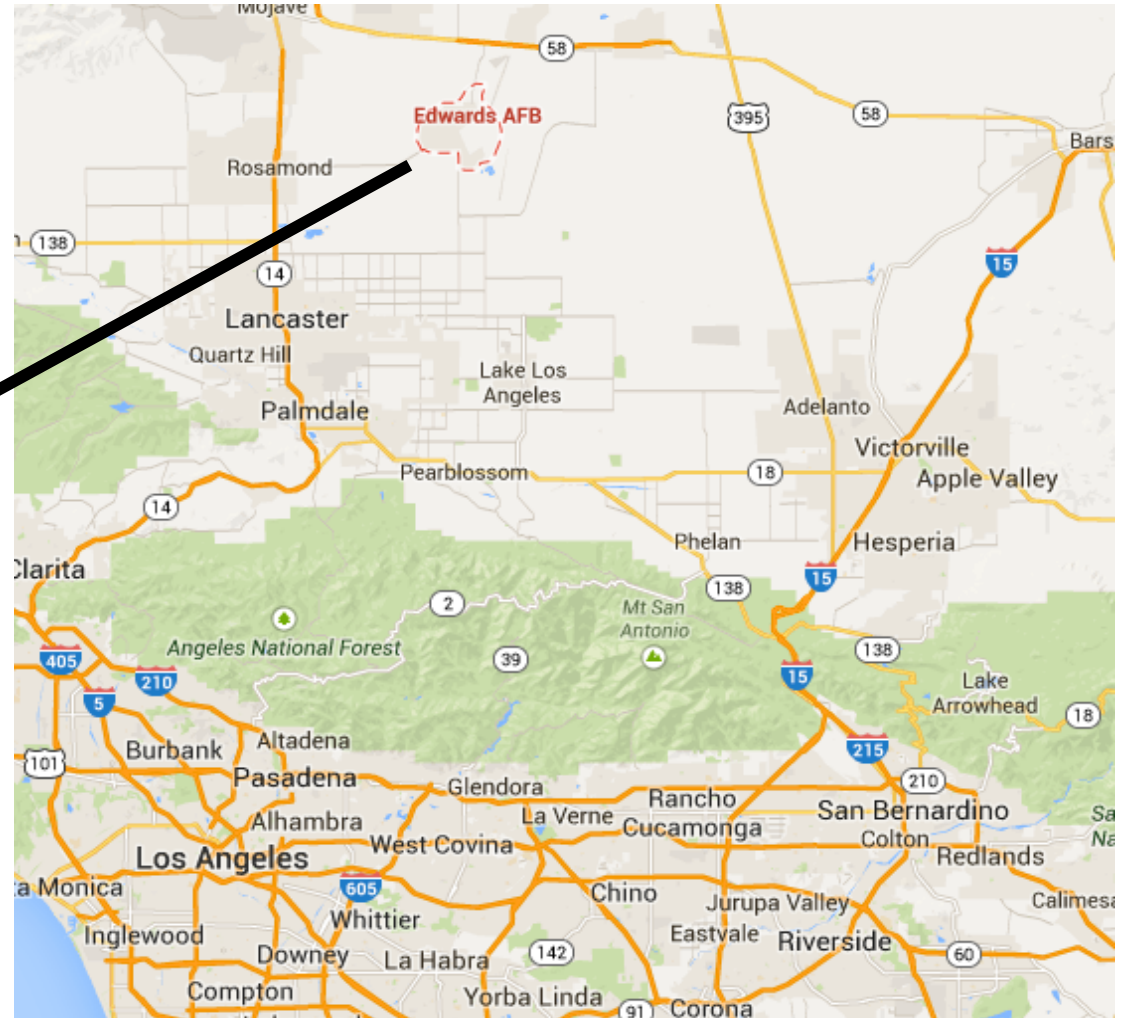 Mojave
58
Edwards AFB
395
58
Bars
Rosamond
138
15
14
Lancaster
Quartz Hill
Lake Los
Angeles
Adelanto
Palmdale
Victorville
Pearblossom
18
Apple Valley
14
Phelan
Hesperia
Clarita
15
138
2
Mt San
Antonio
Angeles National Forest
39
138
405
210
15
Lake
Arrowhead
5
18
Burbank
Altadena
215
101
Pasadena
Glendora
210
Rancho
Cucamonga
San Bernardino
Sa
Na
Alhambra
La Verne
West Covina
Colton
Los Angeles
Redlands
a Monica
605
Chino
Jurupa Valley
Calimesa
Whittier
Inglewood
Eastvale
Riverside
Downey
La Habra
142
60
Compton
Yorba Linda
91
Corona